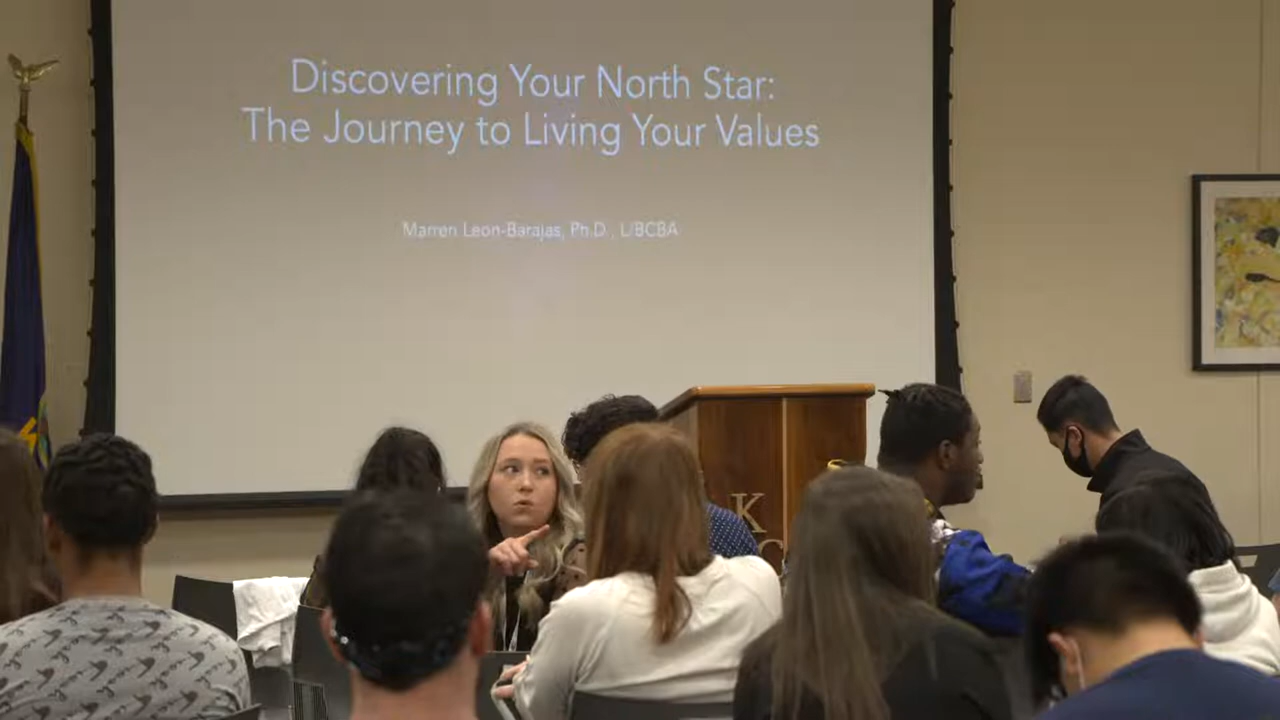 Discovering Your North Star:
The Journey to Living Your Values
Marren Leon-Barajas, Ph.D., L/BCBA
K